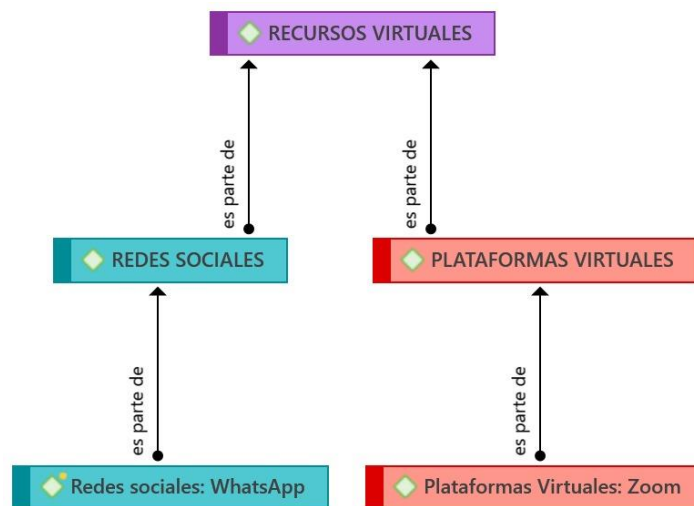 RECURSOS VIRTUALES
es parte de
es parte de
REDES SOCIALES
PLATAFORMAS VIRTUALES
es parte de
es parte de
Redes sociales: WhatsApp
Plataformas Virtuales: Zoom